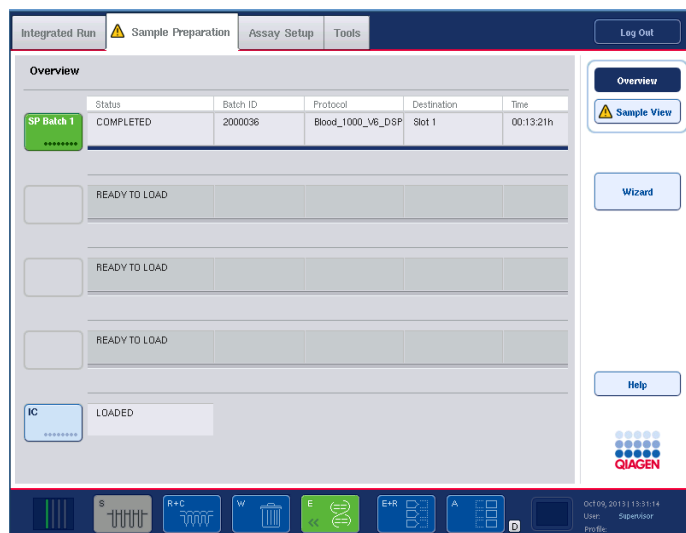 Integrated Run
Sample Preparation
Assay Setup
Tools
Log Out
Overview
Overview
Sample View
Status Batch ID Protocol Destination Time
SP Batch 1
COMPLETED 2000036 Blood_1000_V6_DSP Slot 1 00:13:21h
READY TO LOAD
Wizard
READY TO LOAD
READY TO LOAD
Help
IC
LOADED
QIAGEN
S
R+C
W
E
E+R
A
D
Oct 09, 2013 | 13:31:14
User: Supervisor
Profile: